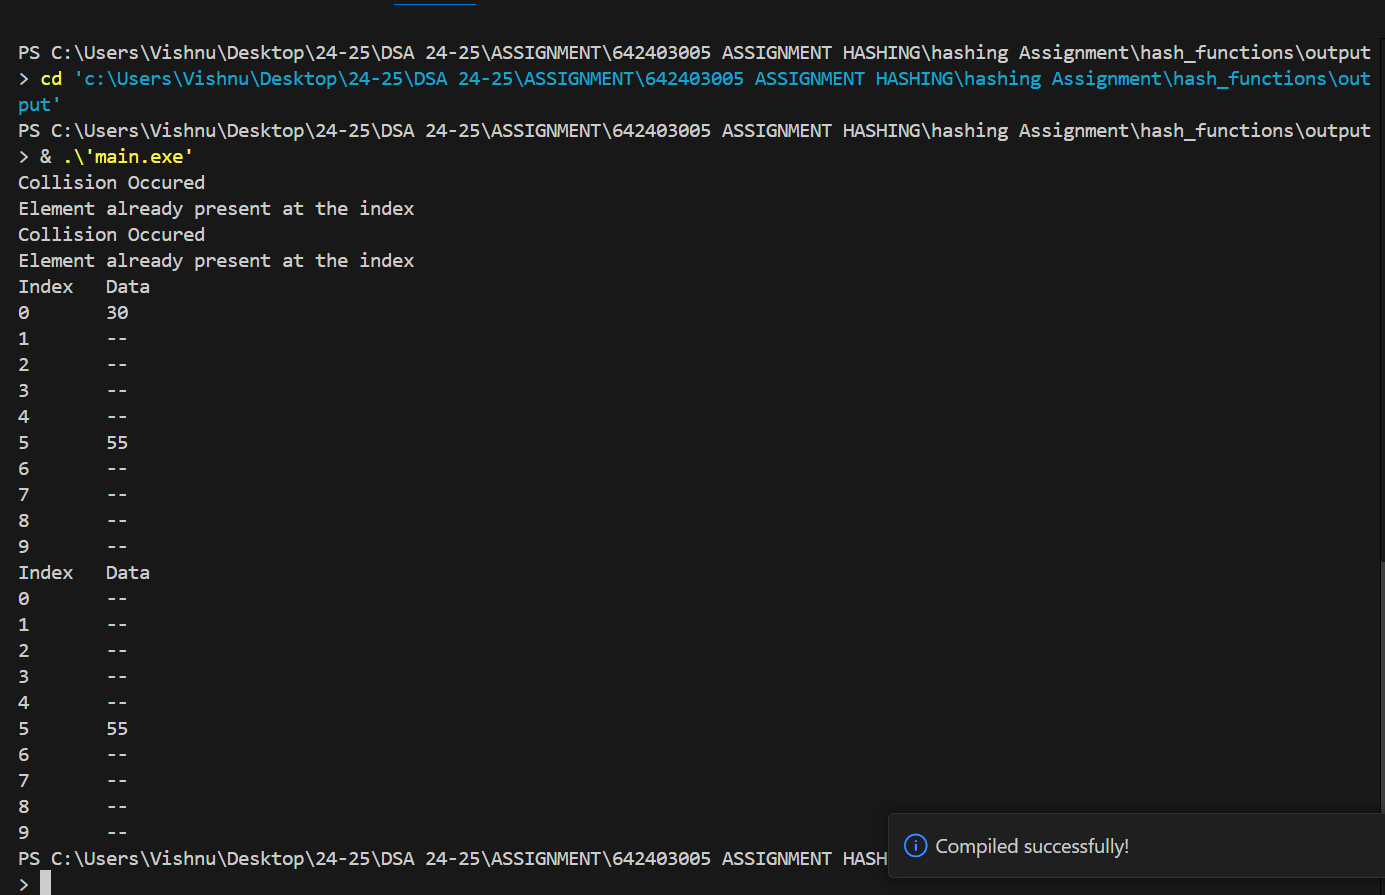 PS C:\Users\Vishnu\Desktop\24-25\DSA 24-25\ASSIGNMENT\642403005 ASSIGNMENT HASHING\hashing Assignment\hash_functions\output
> cd 'c:\Users\Vishnu\Desktop\24-25\DSA 24-25\ASSIGNMENT\642403005 ASSIGNMENT HASHING\hashing Assignment\hash_functions\out
put'
PS C:\Users\Vishnu\Desktop\24-25\DSA 24-25\ASSIGNMENT\642403005 ASSIGNMENT HASHING\hashing Assignment\hash_functions\output
> & .\'main.exe'
Collision Occured
Element already present at the index
Collision Occured
Element already present at the index
Index   Data
0       30
1       --
2       --
3       --
4       --
5       55
6       --
7       --
8       --
9       --
Index   Data
0       --
1       --
2       --
3       --
4       --
5       55
6       --
7       --
8       --
9       --
PS C:\Users\Vishnu\Desktop\24-25\DSA 24-25\ASSIGNMENT\642403005 ASSIGNMENT HASH
>
Compiled successfully!